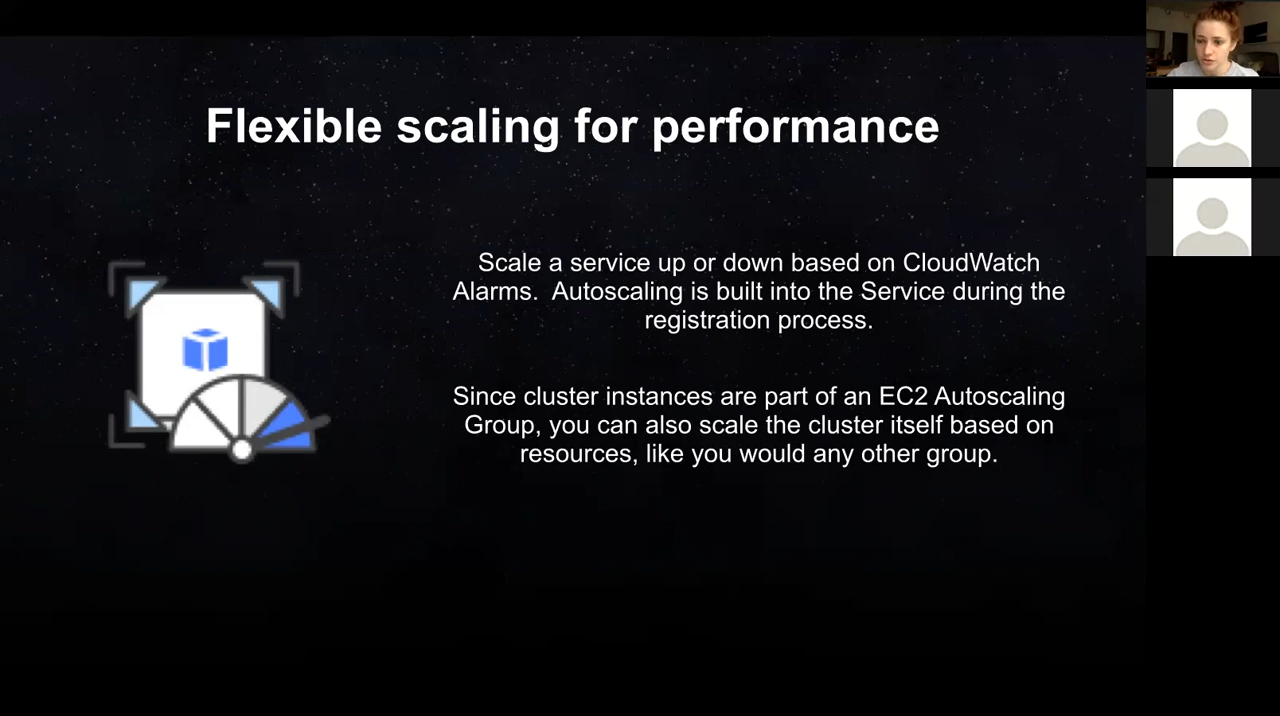 Flexible scaling for performance
Scale a service up or down based on CloudWatch
Alarms.  Autoscaling is built into the Service during the
registration process.
Since cluster instances are part of an EC2 Autoscaling
Group, you can also scale the cluster itself based on
resources, like you would any other group.